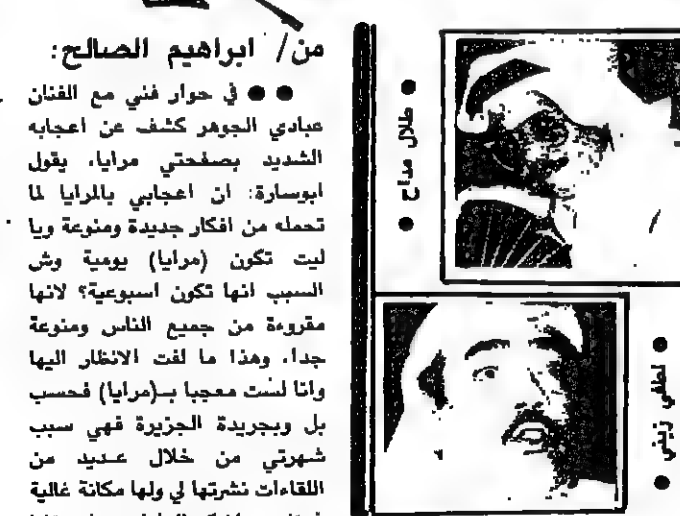 من/ ابراهيم الصالح:
●● في حوار فني مع الفنان
عبادي الجوهر كشف عن اعجابه
الشديد بصفحتي مرايا، يقول
ابوسارة: ان اعجابي بالمرايا لما
تحمله من افكار جديدة ومنوعة ويا
ليت تكون (مرايا) يومية وش
السبب انها تكون اسبوعية؟ لانها
مقروءة من جميع الناس ومنوعة
جدا، وهذا ما لفت الانظار اليها
وانا لست معجبا بــ(مرايا) فحسب
بل وبجريدة الجزيرة فهي سبب
شهرتي من خلال عديد من
اللقاءات نشرتها لي ولها مكانة غالية
● طلال مداح ●
● لطفي زيني ●